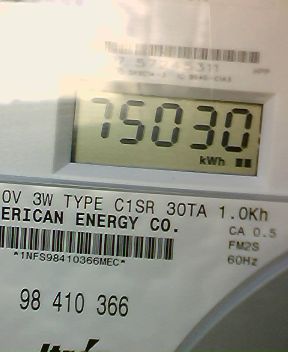 75030
kWh
0V 3W TYPE C1SR 30TA 1.0Kh
ERICAN ENERGY CO.
CA 0.5
FM2S
*1NFS98410366MEC*
60Hz
98 410 366